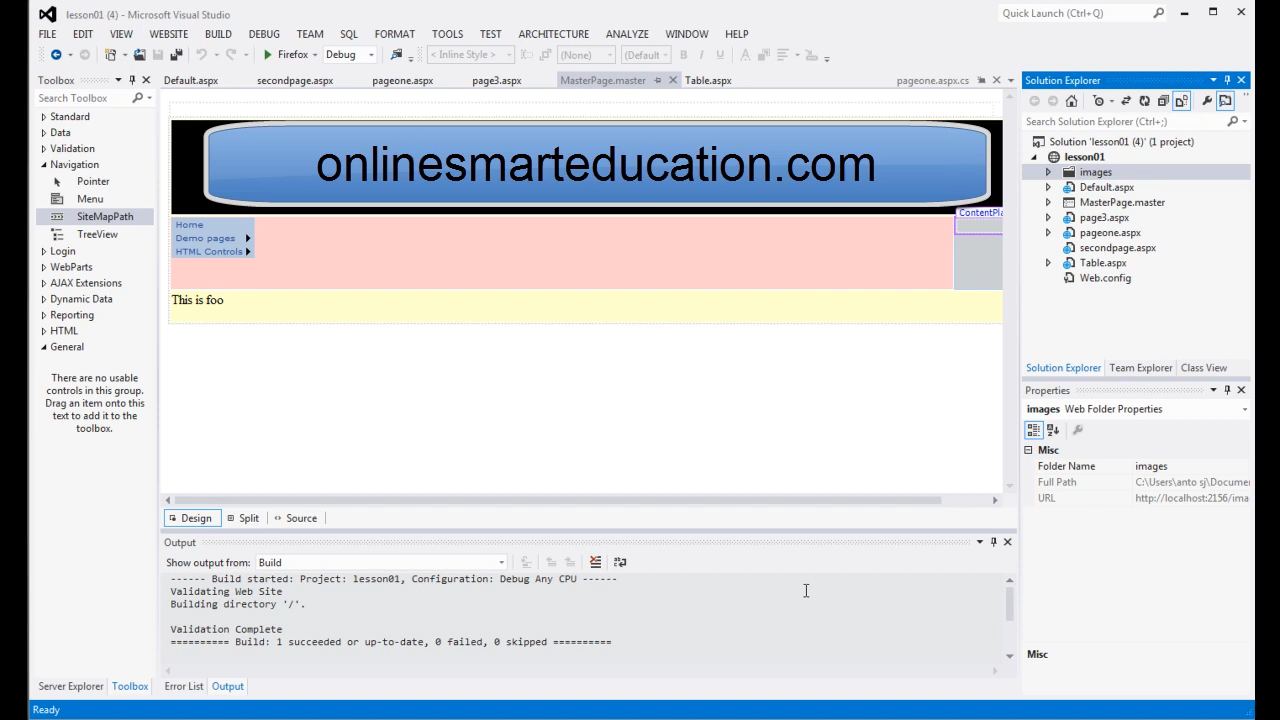 lesson01 (4) - Microsoft Visual Studio
Quick Launch (Ctrl+Q)
FILE EDIT VIEW WEBSITE BUILD DEBUG TEAM SQL FORMAT TOOLS TEST ARCHITECTURE ANALYZE WINDOW HELP
Firefox Debug < Inline Style > (None) (Default) B I U A
Toolbox
Search Toolbox
Standard
Data
Validation
Navigation
Pointer
Menu
SiteMapPath
TreeView
Login
WebParts
AJAX Extensions
Dynamic Data
Reporting
HTML
General
There are no usable
controls in this group.
Drag an item onto this
text to add it to the
toolbox.
Server Explorer Toolbox
Default.aspx secondpage.aspx pageone.aspx page3.aspx MasterPage.master Table.aspx pageone.aspx.cs
onlinesmarteducation.com
Home
Demo pages
HTML Controls
ContentPla
This is foo
Design Split Source
Output
Show output from: Build
------ Build started: Project: lesson01, Configuration: Debug Any CPU ------
Validating Web Site
Building directory '/'.
Validation Complete
========== Build: 1 succeeded or up-to-date, 0 failed, 0 skipped ==========
Error List Output
Solution Explorer
Search Solution Explorer (Ctrl+;)
Solution 'lesson01 (4)' (1 project)
lesson01
images
Default.aspx
MasterPage.master
page3.aspx
pageone.aspx
secondpage.aspx
Table.aspx
Web.config
Solution Explorer Team Explorer Class View
Properties
images Web Folder Properties
Misc
Folder Name images
Full Path C:\Users\anto sj\Docume
URL http://localhost:2156/ima
Misc
Ready